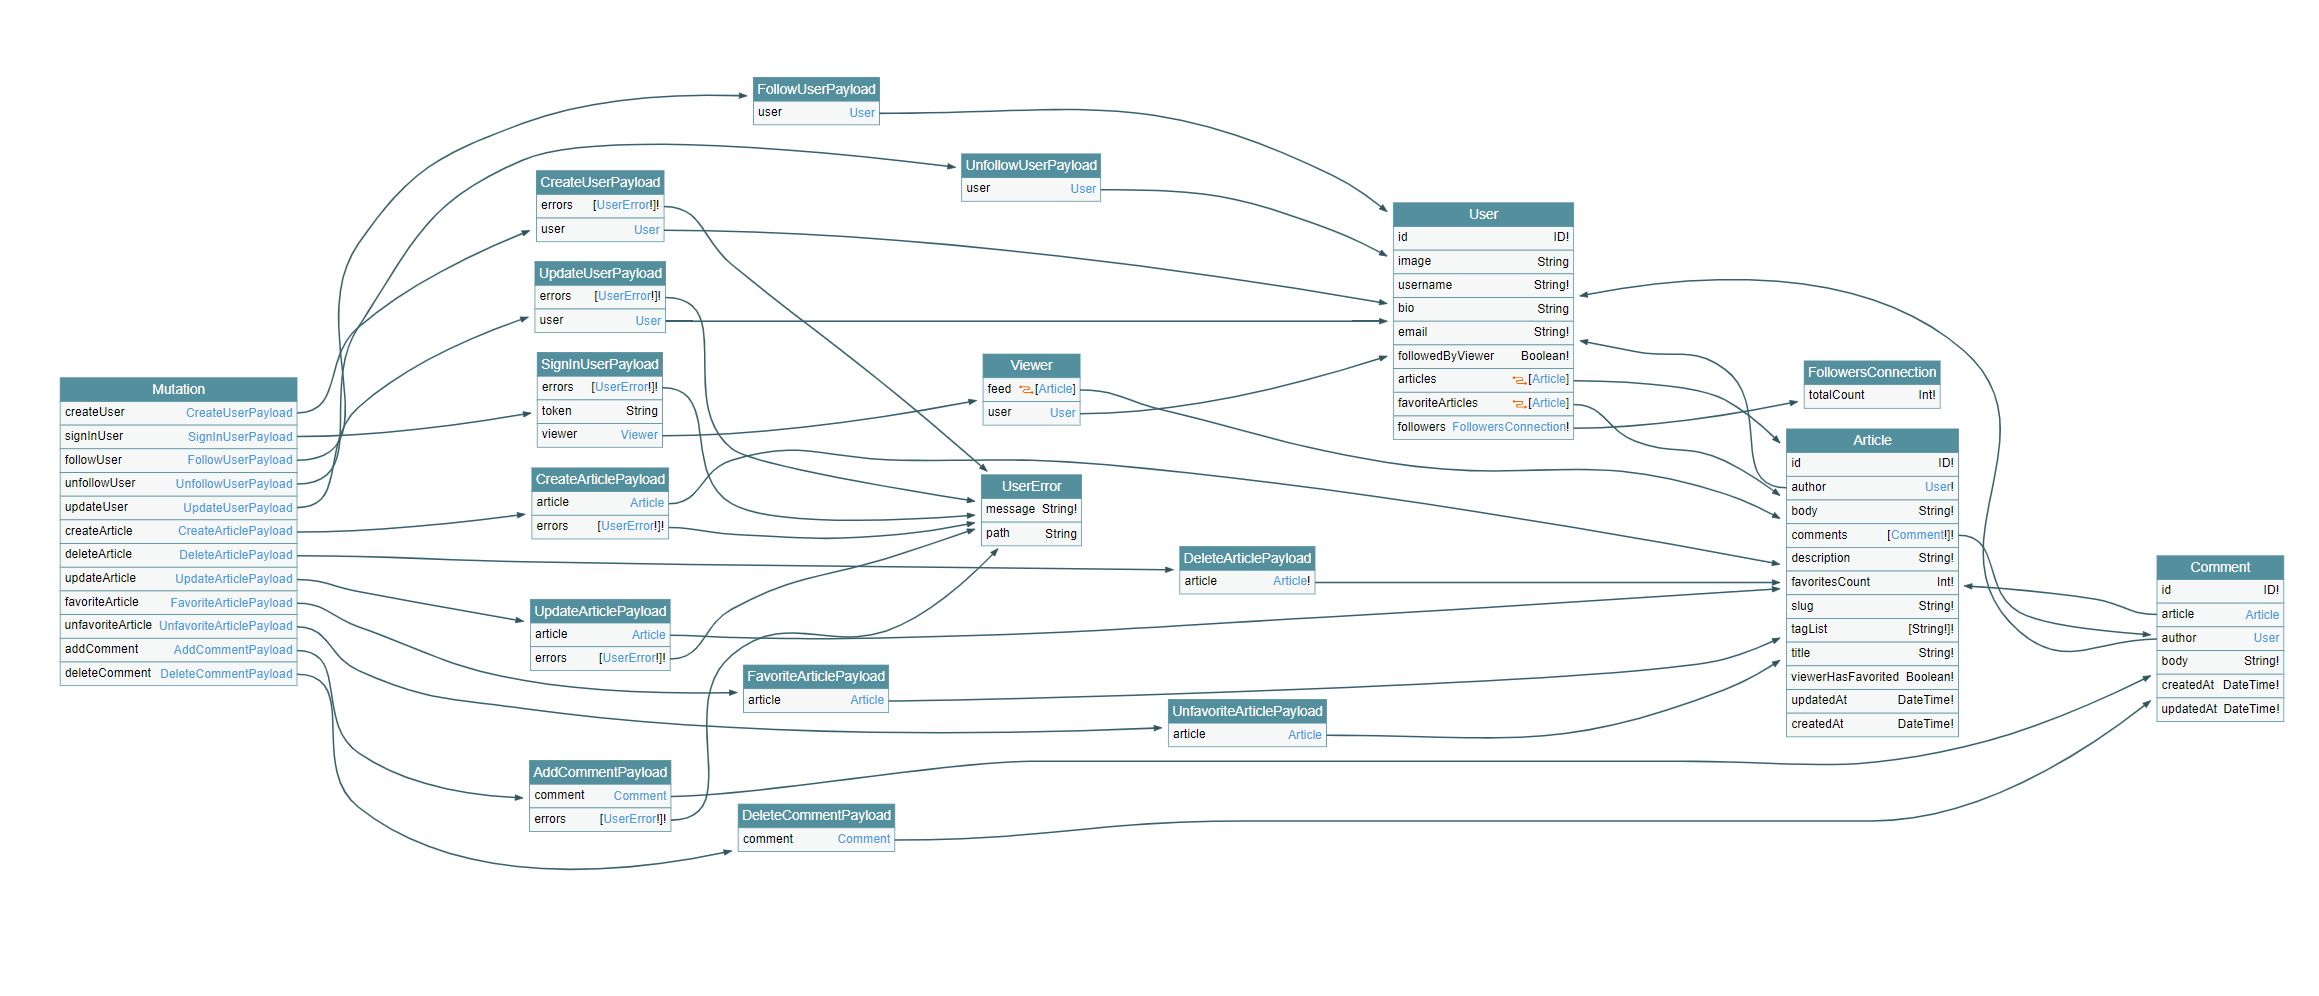 FollowUserPayload
user User
UnfollowUserPayload
user User
CreateUserPayload
errors [UserError!]!
user User
UpdateUserPayload
errors [UserError!]!
user User
SignInUserPayload
errors [UserError!]!
token String
viewer Viewer
Viewer
feed [Article]
user User
User
id ID!
image String
username String!
bio String
email String!
followedByViewer Boolean!
articles [Article]
favoriteArticles [Article]
followers FollowersConnection!
FollowersConnection
totalCount Int!
Mutation
createUser CreateUserPayload
signInUser SignInUserPayload
followUser FollowUserPayload
unfollowUser UnfollowUserPayload
updateUser UpdateUserPayload
createArticle CreateArticlePayload
deleteArticle DeleteArticlePayload
updateArticle UpdateArticlePayload
favoriteArticle FavoriteArticlePayload
unfavoriteArticle UnfavoriteArticlePayload
addComment AddCommentPayload
deleteComment DeleteCommentPayload
CreateArticlePayload
article Article
errors [UserError!]!
UserError
message String!
path String
DeleteArticlePayload
article Article!
Article
id ID!
author User!
body String!
comments [Comment!]!
description String!
favoritesCount Int!
slug String!
tagList [String!]!
title String!
viewerHasFavorited Boolean!
updatedAt DateTime!
createdAt DateTime!
Comment
id ID!
article Article
author User
body String!
createdAt DateTime!
updatedAt DateTime!
UpdateArticlePayload
article Article
errors [UserError!]!
FavoriteArticlePayload
article Article
UnfavoriteArticlePayload
article Article
AddCommentPayload
comment Comment
errors [UserError!]!
DeleteCommentPayload
comment Comment